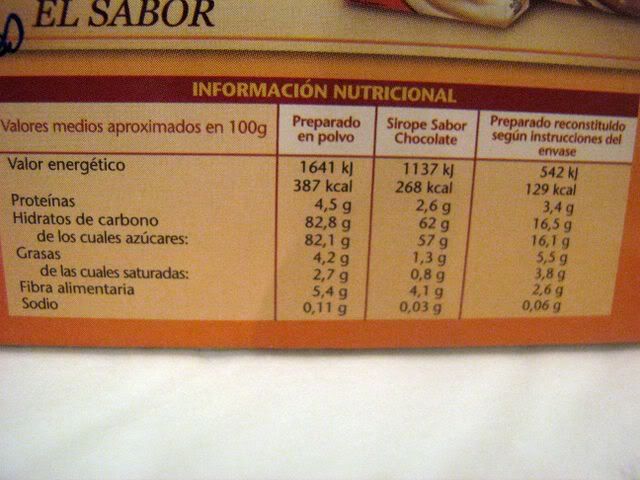 EL SABOR
INFORMACIÓN NUTRICIONAL
Valores medios aproximados en 100g
Preparado
en polvo
Sirope Sabor
Chocolate
Preparado reconstituido
según instrucciones del
envase
Valor energético 1641 kJ 1137 kJ 542 kJ
387 kcal 268 kcal 129 kcal
Proteínas 4,5 g 2,6 g 3,4 g
Hidratos de carbono 82,8 g 62 g 16,5 g
de los cuales azúcares: 82,1 g 57 g 16,1 g
Grasas 4,2 g 1,3 g 5,5 g
de las cuales saturadas: 2,7 g 0,8 g 3,8 g
Fibra alimentaria 5,4 g 4,1 g 2,6 g
Sodio 0,11 g 0,03 g 0,06 g